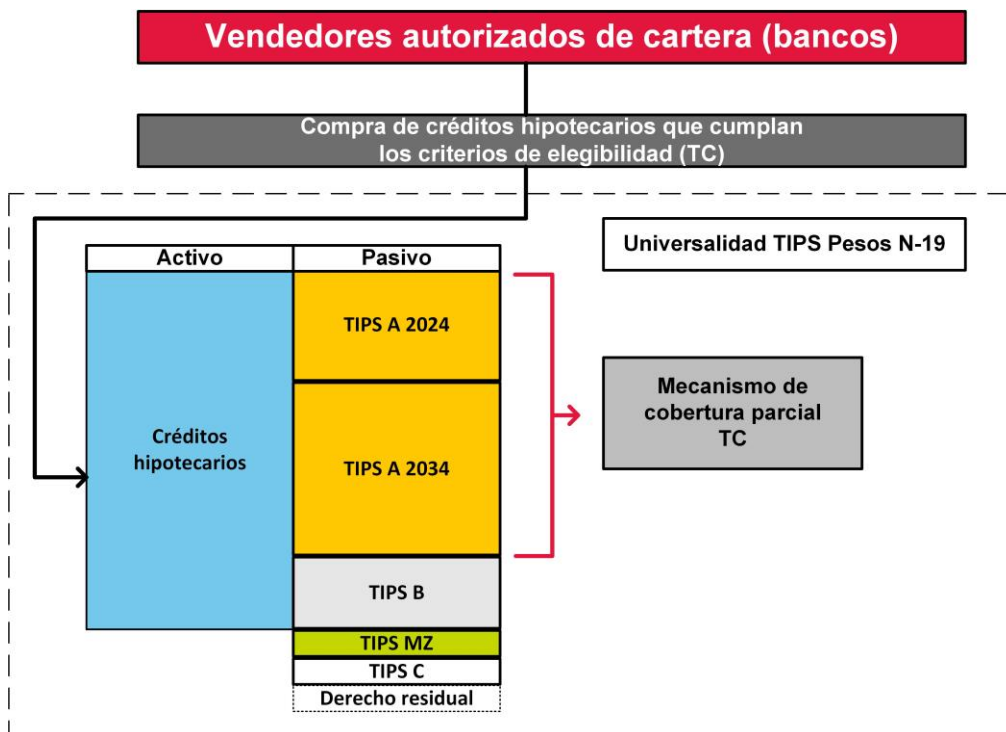 Vendedores autorizados de cartera (bancos)
Compra de créditos hipotecarios que cumplan
los criterios de elegibilidad (TC)
Universalidad TIPS Pesos N-19
Activo
Pasivo
TIPS A 2024
Mecanismo de
cobertura parcial
TC
Créditos
hipotecarios
TIPS A 2034
TIPS B
TIPS MZ
TIPS C
Derecho residual